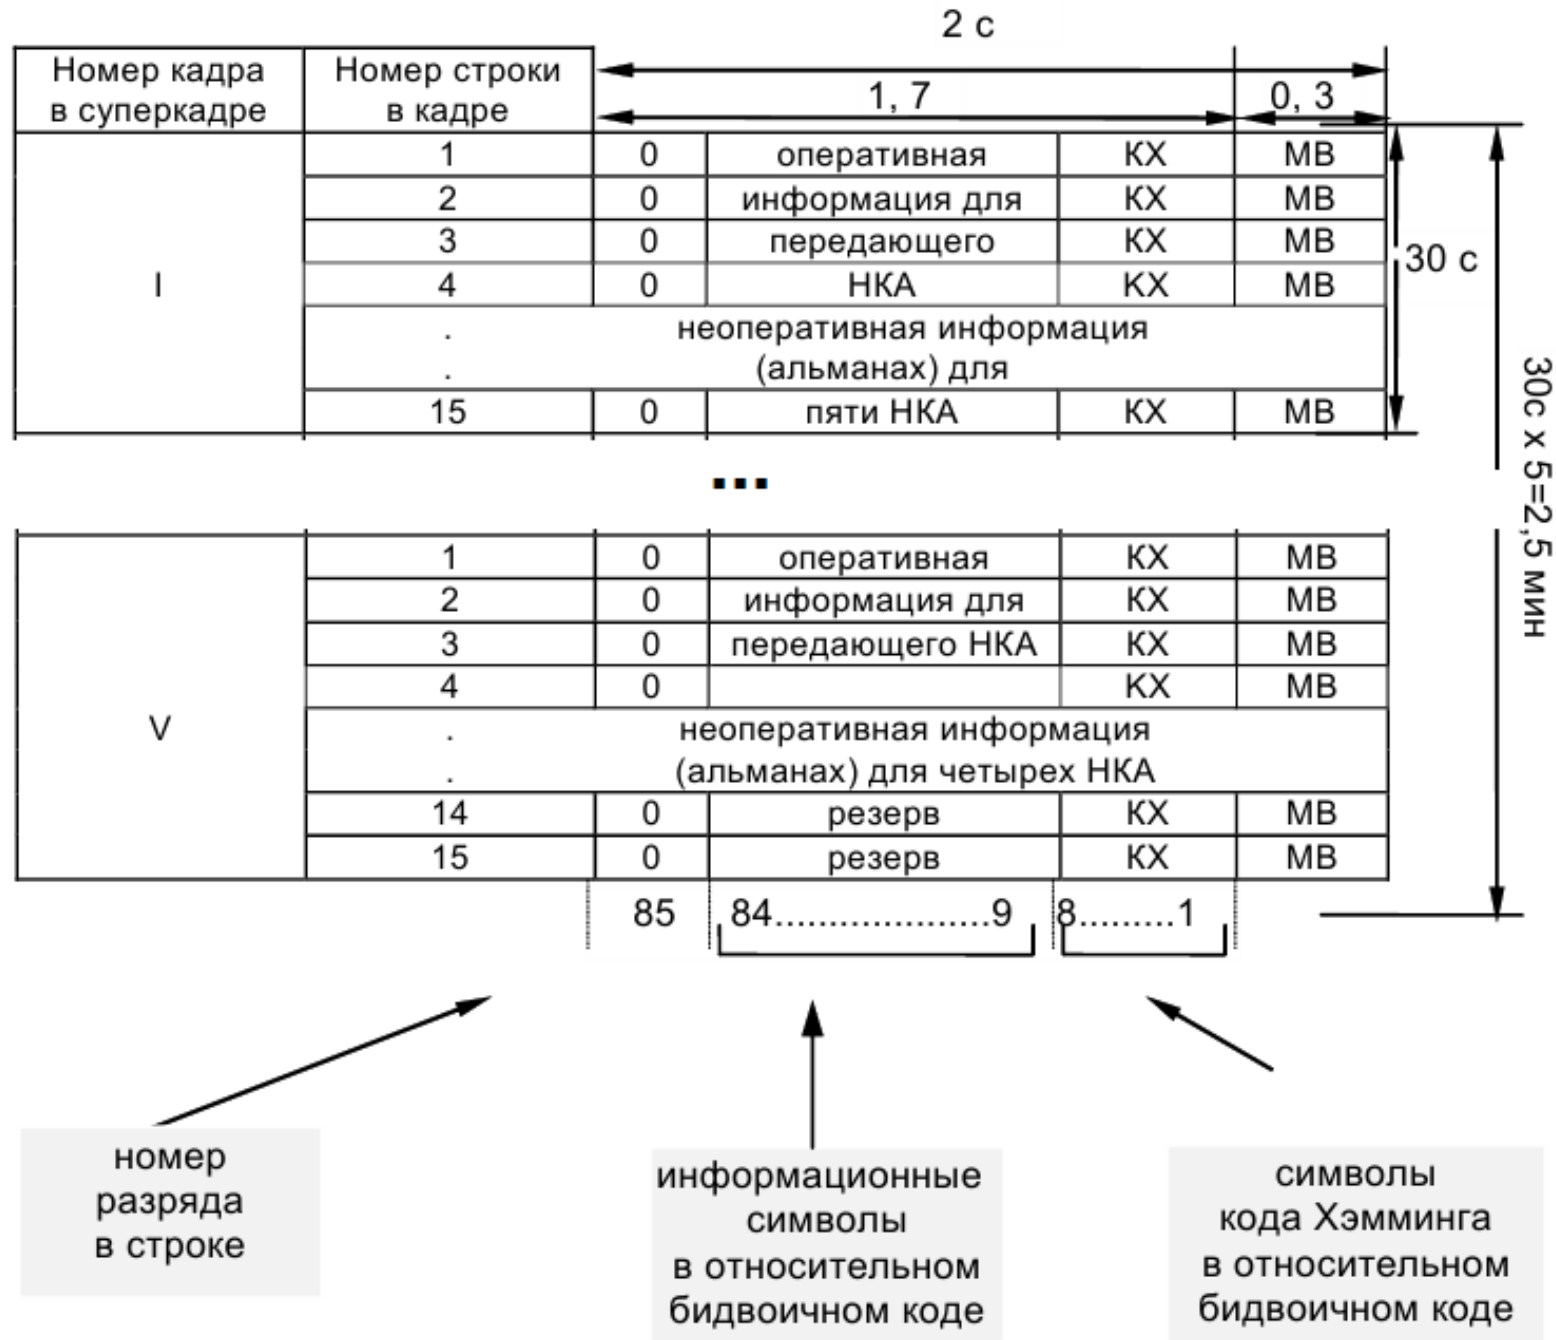 2 с
Номер кадра в суперкадре
Номер строки в кадре
1, 7
0, 3
I
1 0 оперативная КХ МВ
2 0 информация для КХ МВ
3 0 передающего КХ МВ
4 0 НКА КХ МВ
. неоперативная информация
. (альманах) для
15 0 пяти НКА КХ МВ
30 с
30с х 5=2,5 мин
...
V
1 0 оперативная КХ МВ
2 0 информация для КХ МВ
3 0 передающего НКА КХ МВ
4 0 КХ МВ
. неоперативная информация
. (альманах) для четырех НКА
14 0 резерв КХ МВ
15 0 резерв КХ МВ
85 84....................9 8.........1
номер
разряда
в строке
информационные
символы
в относительном
бидвоичном коде
символы
кода Хэмминга
в относительном
бидвоичном коде